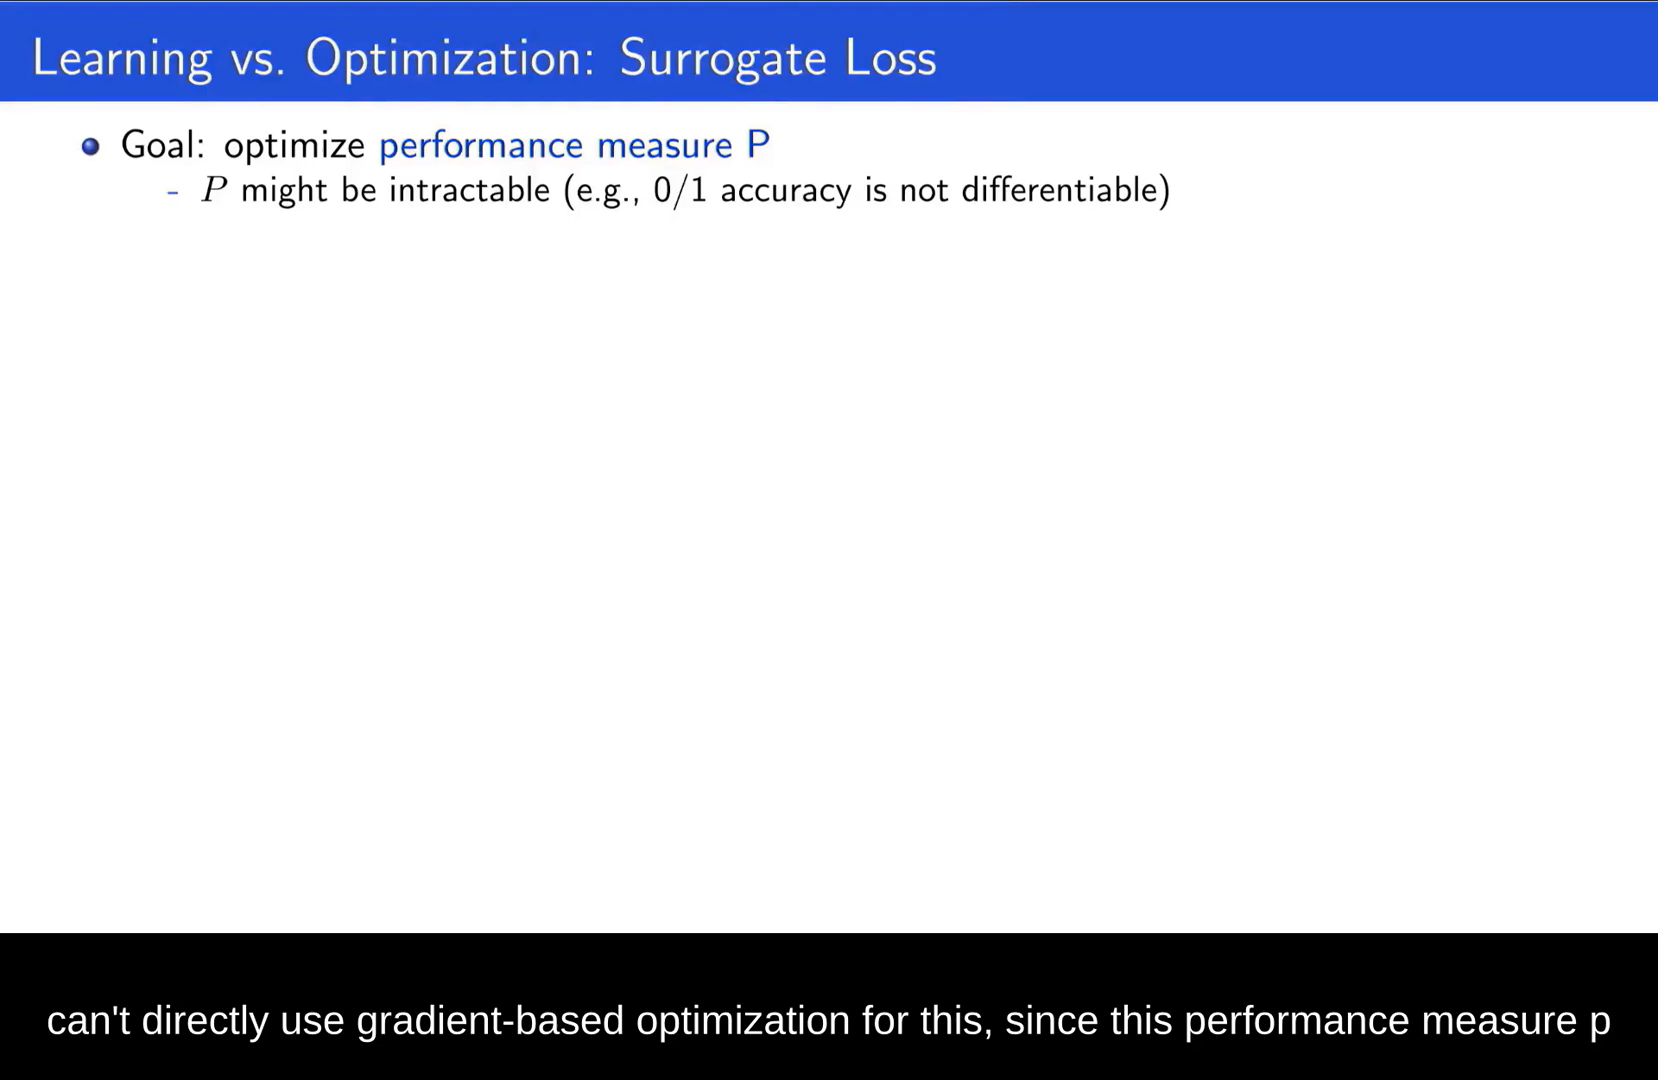 Learning vs. Optimization: Surrogate Loss
Goal: optimize performance measure P
- P might be intractable (e.g., 0/1 accuracy is not differentiable)
can't directly use gradient-based optimization for this, since this performance measure p